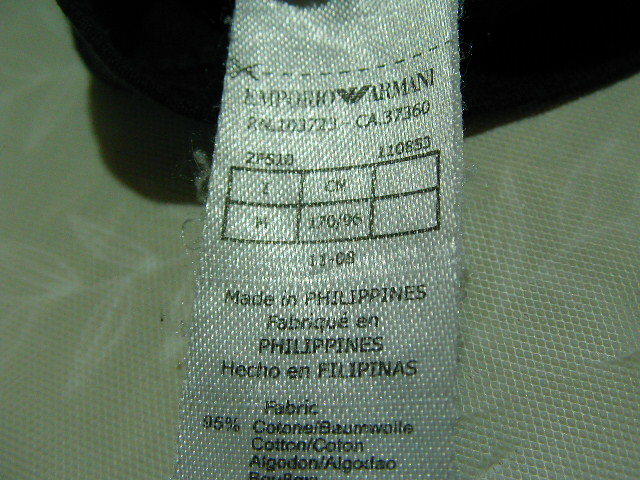 EMPORIO ARMANI
RN.103723 - CA.37360
2PS10 110853
I CN
M 170/96
11-08
Made in PHILIPPINES
Fabriqué en
PHILIPPINES
Hecho en FILIPINAS
Fabric
95% Cotone/Baumwolle
Cotton/Coton
Algodon/Algodao